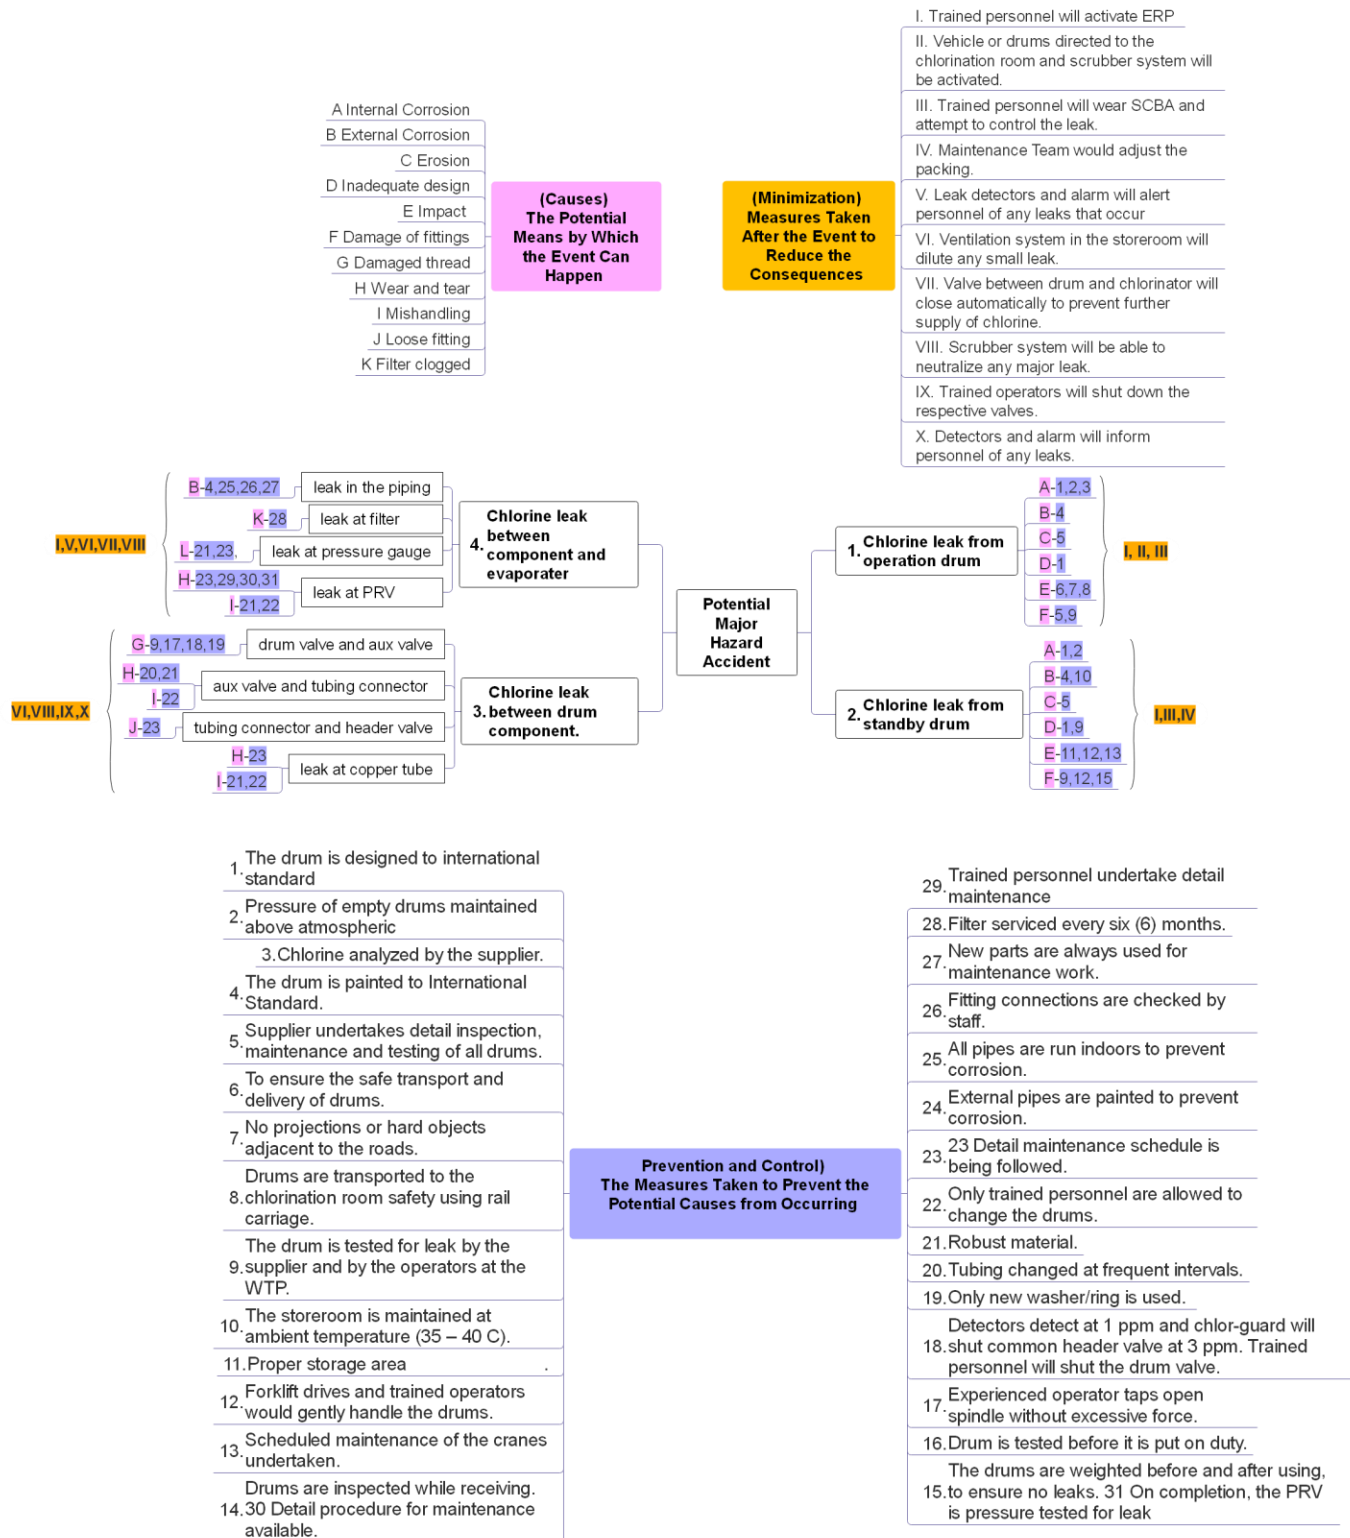 I. Trained personnel will activate ERP
II. Vehicle or drums directed to the
chlorination room and scrubber system will
be activated.
III. Trained personnel will wear SCBA and
attempt to control the leak.
IV. Maintenance Team would adjust the
packing.
V. Leak detectors and alarm will alert
personnel of any leaks that occur
VI. Ventilation system in the storeroom will
dilute any small leak.
VII. Valve between drum and chlorinator will
close automatically to prevent further
supply of chlorine.
VIII. Scrubber system will be able to
neutralize any major leak.
IX. Trained operators will shut down the
respective valves.
X. Detectors and alarm will inform
personnel of any leaks.
(Minimization)
Measures Taken
After the Event to
Reduce the
Consequences
A Internal Corrosion
B External Corrosion
C Erosion
D Inadequate design
E Impact
F Damage of fittings
G Damaged thread
H Wear and tear
I Mishandling
J Loose fitting
K Filter clogged
(Causes)
The Potential
Means by Which
the Event Can
Happen
I,V,VI,VII,VIII
B-4,25,26,27
leak in the piping
K-28
leak at filter
L-21,23,
leak at pressure gauge
H-23,29,30,31
I-21,22
leak at PRV
4. Chlorine leak
between
component and
evaporater
VI,VIII,IX,X
G-9,17,18,19
drum valve and aux valve
H-20,21
I-22
aux valve and tubing connector
J-23
tubing connector and header valve
H-23
I-21,22
leak at copper tube
3. Chlorine leak
between drum
component.
Potential
Major
Hazard
Accident
1. Chlorine leak from
operation drum
A-1,2,3
B-4
C-5
D-1
E-6,7,8
F-5,9
I, II, III
2. Chlorine leak from
standby drum
A-1,2
B-4,10
C-5
D-1,9
E-11,12,13
F-9,12,15
I,III,IV
1. The drum is designed to international
standard
2. Pressure of empty drums maintained
above atmospheric
3. Chlorine analyzed by the supplier.
4. The drum is painted to International
Standard.
5. Supplier undertakes detail inspection,
maintenance and testing of all drums.
6. To ensure the safe transport and
delivery of drums.
7. No projections or hard objects
adjacent to the roads.
8. Drums are transported to the
chlorination room safety using rail
carriage.
9. The drum is tested for leak by the
supplier and by the operators at the
WTP.
10. The storeroom is maintained at
ambient temperature (35 – 40 C).
11. Proper storage area .
12. Forklift drives and trained operators
would gently handle the drums.
13. Scheduled maintenance of the cranes
undertaken.
14. Drums are inspected while receiving.
30 Detail procedure for maintenance
available.
Prevention and Control)
The Measures Taken to Prevent the
Potential Causes from Occurring
29. Trained personnel undertake detail
maintenance
28. Filter serviced every six (6) months.
27. New parts are always used for
maintenance work.
26. Fitting connections are checked by
staff.
25. All pipes are run indoors to prevent
corrosion.
24. External pipes are painted to prevent
corrosion.
23. 23 Detail maintenance schedule is
being followed.
22. Only trained personnel are allowed to
change the drums.
21. Robust material.
20. Tubing changed at frequent intervals.
19. Only new washer/ring is used.
18. Detectors detect at 1 ppm and chlor-guard will
shut common header valve at 3 ppm. Trained
personnel will shut the drum valve.
17. Experienced operator taps open
spindle without excessive force.
16. Drum is tested before it is put on duty.
15. The drums are weighted before and after using,
to ensure no leaks. 31 On completion, the PRV
is pressure tested for leak